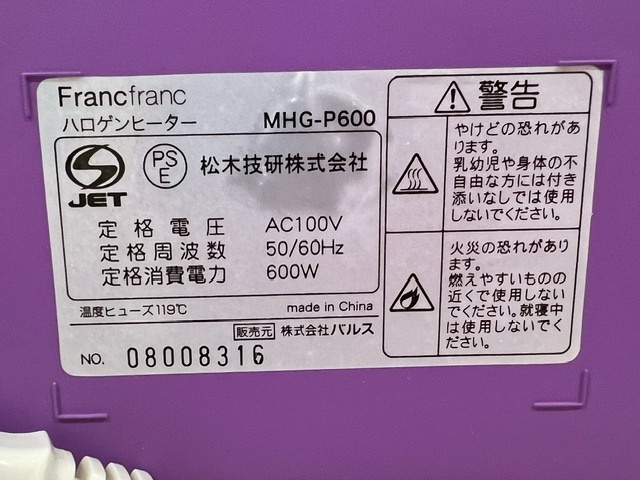 Francfranc
ハロゲンヒーター MHG-P600
JET
PS
E
松木技研株式会社
定格電圧 AC100V
定格周波数 50/60Hz
定格消費電力 600W
温度ヒューズ119℃ made in China
販売元 株式会社バルス
NO. 08008316
警告
やけどの恐れがあ
ります。
乳幼児や身体の不
自由な方には付き
添いなしでは使用
しないでください。
火災の恐れがあり
ます。
燃えやすいものの
近くで使用しない
でください。就寝中
は使用しないでく
ださい。